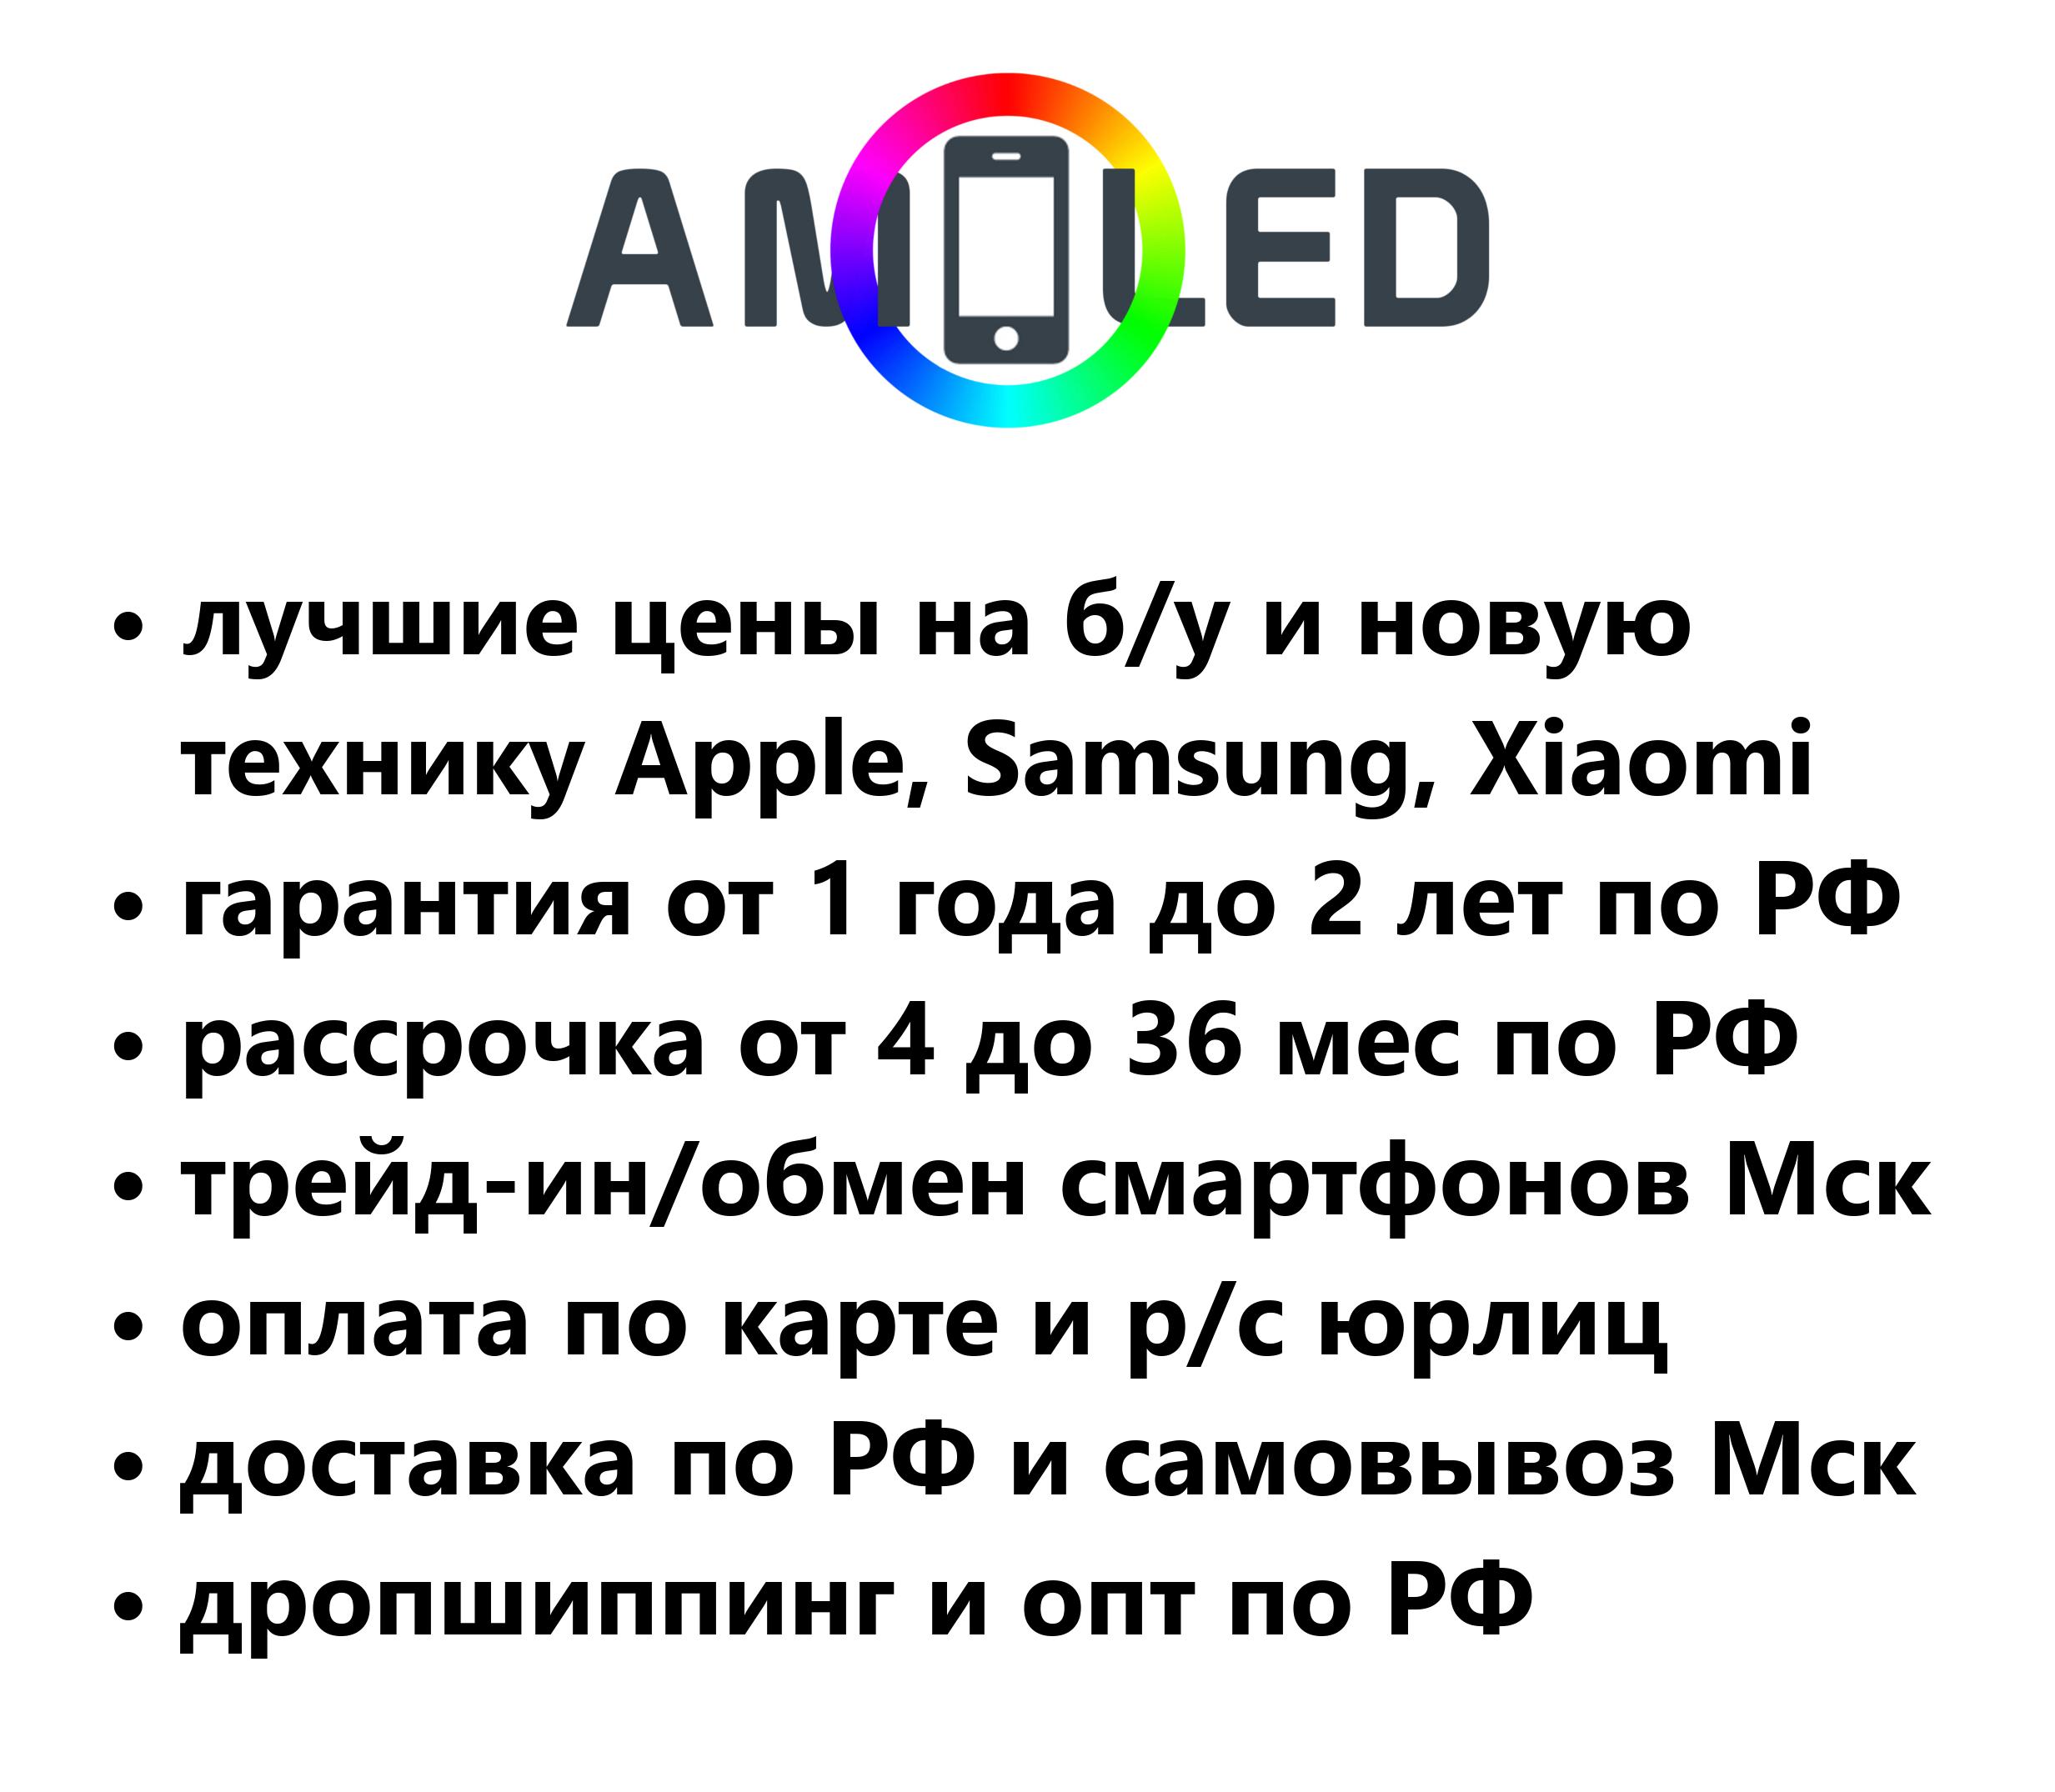 AMOLED
• лучшие цены на б/у и новую
технику Apple, Samsung, Xiaomi
• гарантия от 1 года до 2 лет по РФ
• рассрочка от 4 до 36 мес по РФ
• трейд-ин/обмен смартфонов Мск
• оплата по карте и р/с юрлиц
• доставка по РФ и самовывоз Мск
• дропшиппинг и опт по РФ